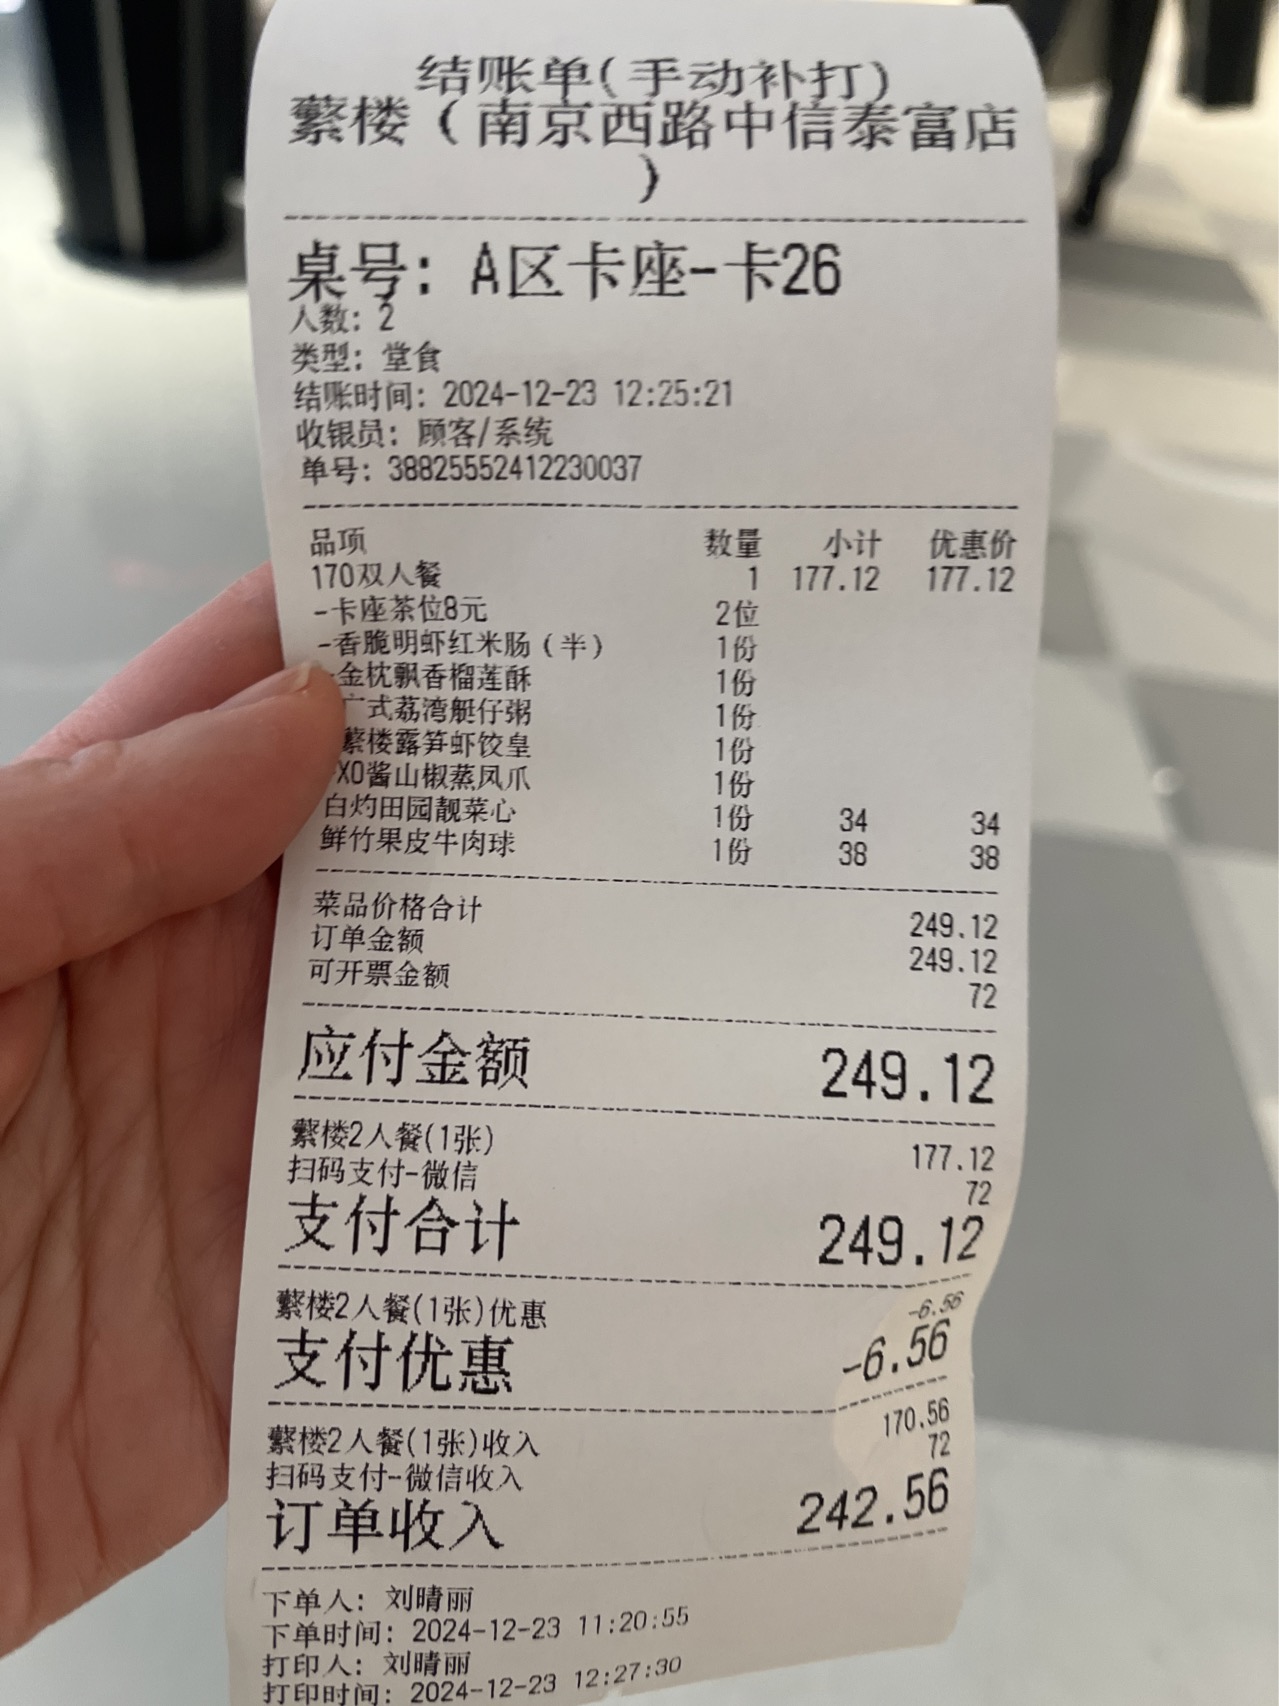 结账单(手动补打)
蘩楼（南京西路中信泰富店
）
桌号: A区卡座-卡26
人数: 2
类型: 堂食
结账时间: 2024-12-23 12:25:21
收银员: 顾客/系统
单号: 38825552412230037
品项 数量 小计 优惠价
170双人餐 1 177.12 177.12
-卡座茶位8元 2位
-香脆明虾红米肠（半） 1份
-金枕飘香榴莲酥 1份
广式荔湾艇仔粥 1份
蘩楼露笋虾饺皇 1份
XO酱山椒蒸凤爪 1份
白灼田园靓菜心 1份 34 34
鲜竹果皮牛肉球 1份 38 38
菜品价格合计 249.12
订单金额 249.12
可开票金额 72
应付金额 249.12
蘩楼2人餐(1张) 177.12
扫码支付-微信 72
支付合计 249.12
蘩楼2人餐(1张)优惠 -6.56
支付优惠 -6.56
蘩楼2人餐(1张)收入 170.56
扫码支付-微信收入 72
订单收入 242.56
下单人: 刘晴丽
下单时间: 2024-12-23 11:20:55
打印人: 刘晴丽
打印时间: 2024-12-23 12:27:30